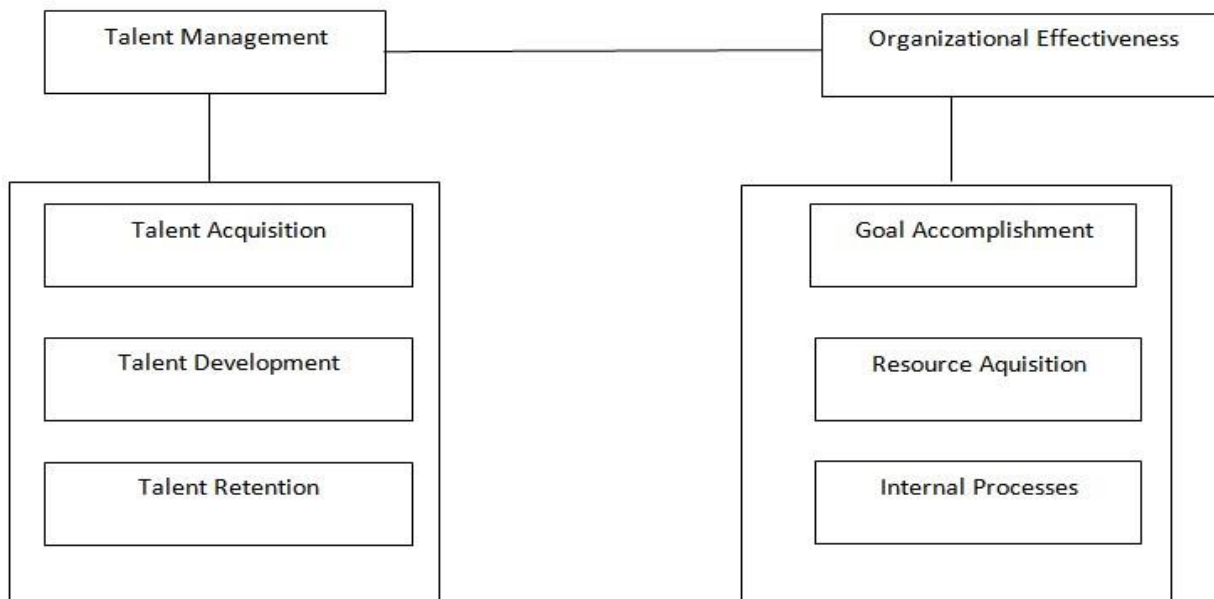 Talent Management
Organizational Effectiveness
Talent Acquisition
Talent Development
Talent Retention
Goal Accomplishment
Resource Aquisition
Internal Processes